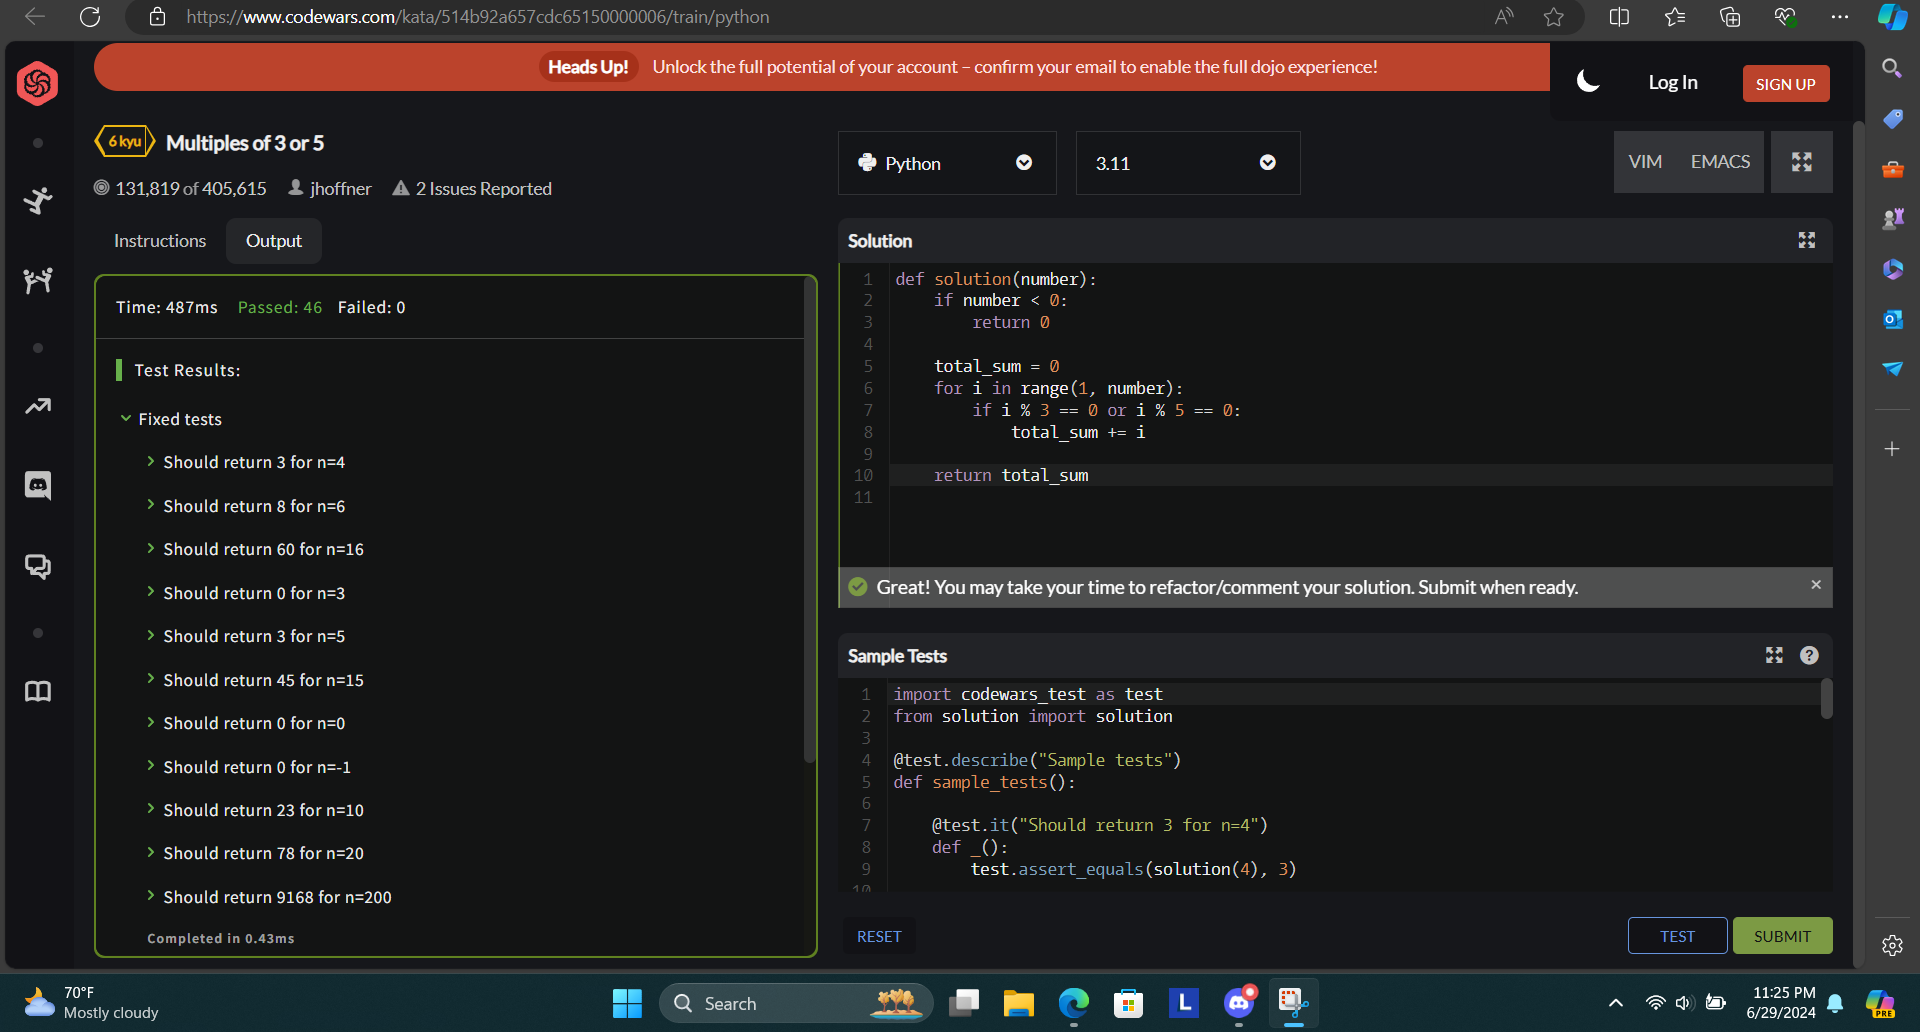 https://www.codewars.com/kata/514b92a657cdc65150000006/train/python
Heads Up! Unlock the full potential of your account – confirm your email to enable the full dojo experience!
Log In
SIGN UP
6 kyu Multiples of 3 or 5
131,819 of 405,615 jhoffner 2 Issues Reported
Python
3.11
VIM EMACS
Instructions Output
Time: 487ms Passed: 46 Failed: 0
Test Results:
Fixed tests
Should return 3 for n=4
Should return 8 for n=6
Should return 60 for n=16
Should return 0 for n=3
Should return 3 for n=5
Should return 45 for n=15
Should return 0 for n=0
Should return 0 for n=-1
Should return 23 for n=10
Should return 78 for n=20
Should return 9168 for n=200
Completed in 0.43ms
Solution
1 def solution(number):
2     if number < 0:
3         return 0
4
5     total_sum = 0
6     for i in range(1, number):
7         if i % 3 == 0 or i % 5 == 0:
8             total_sum += i
9
10     return total_sum
11
Great! You may take your time to refactor/comment your solution. Submit when ready.
Sample Tests
1 import codewars_test as test
2 from solution import solution
3
4 @test.describe("Sample tests")
5 def sample_tests():
6
7     @test.it("Should return 3 for n=4")
8     def _():
9         test.assert_equals(solution(4), 3)
10
RESET
TEST
SUBMIT
70°F
Mostly cloudy
Search
L
11:25 PM
6/29/2024
PRE